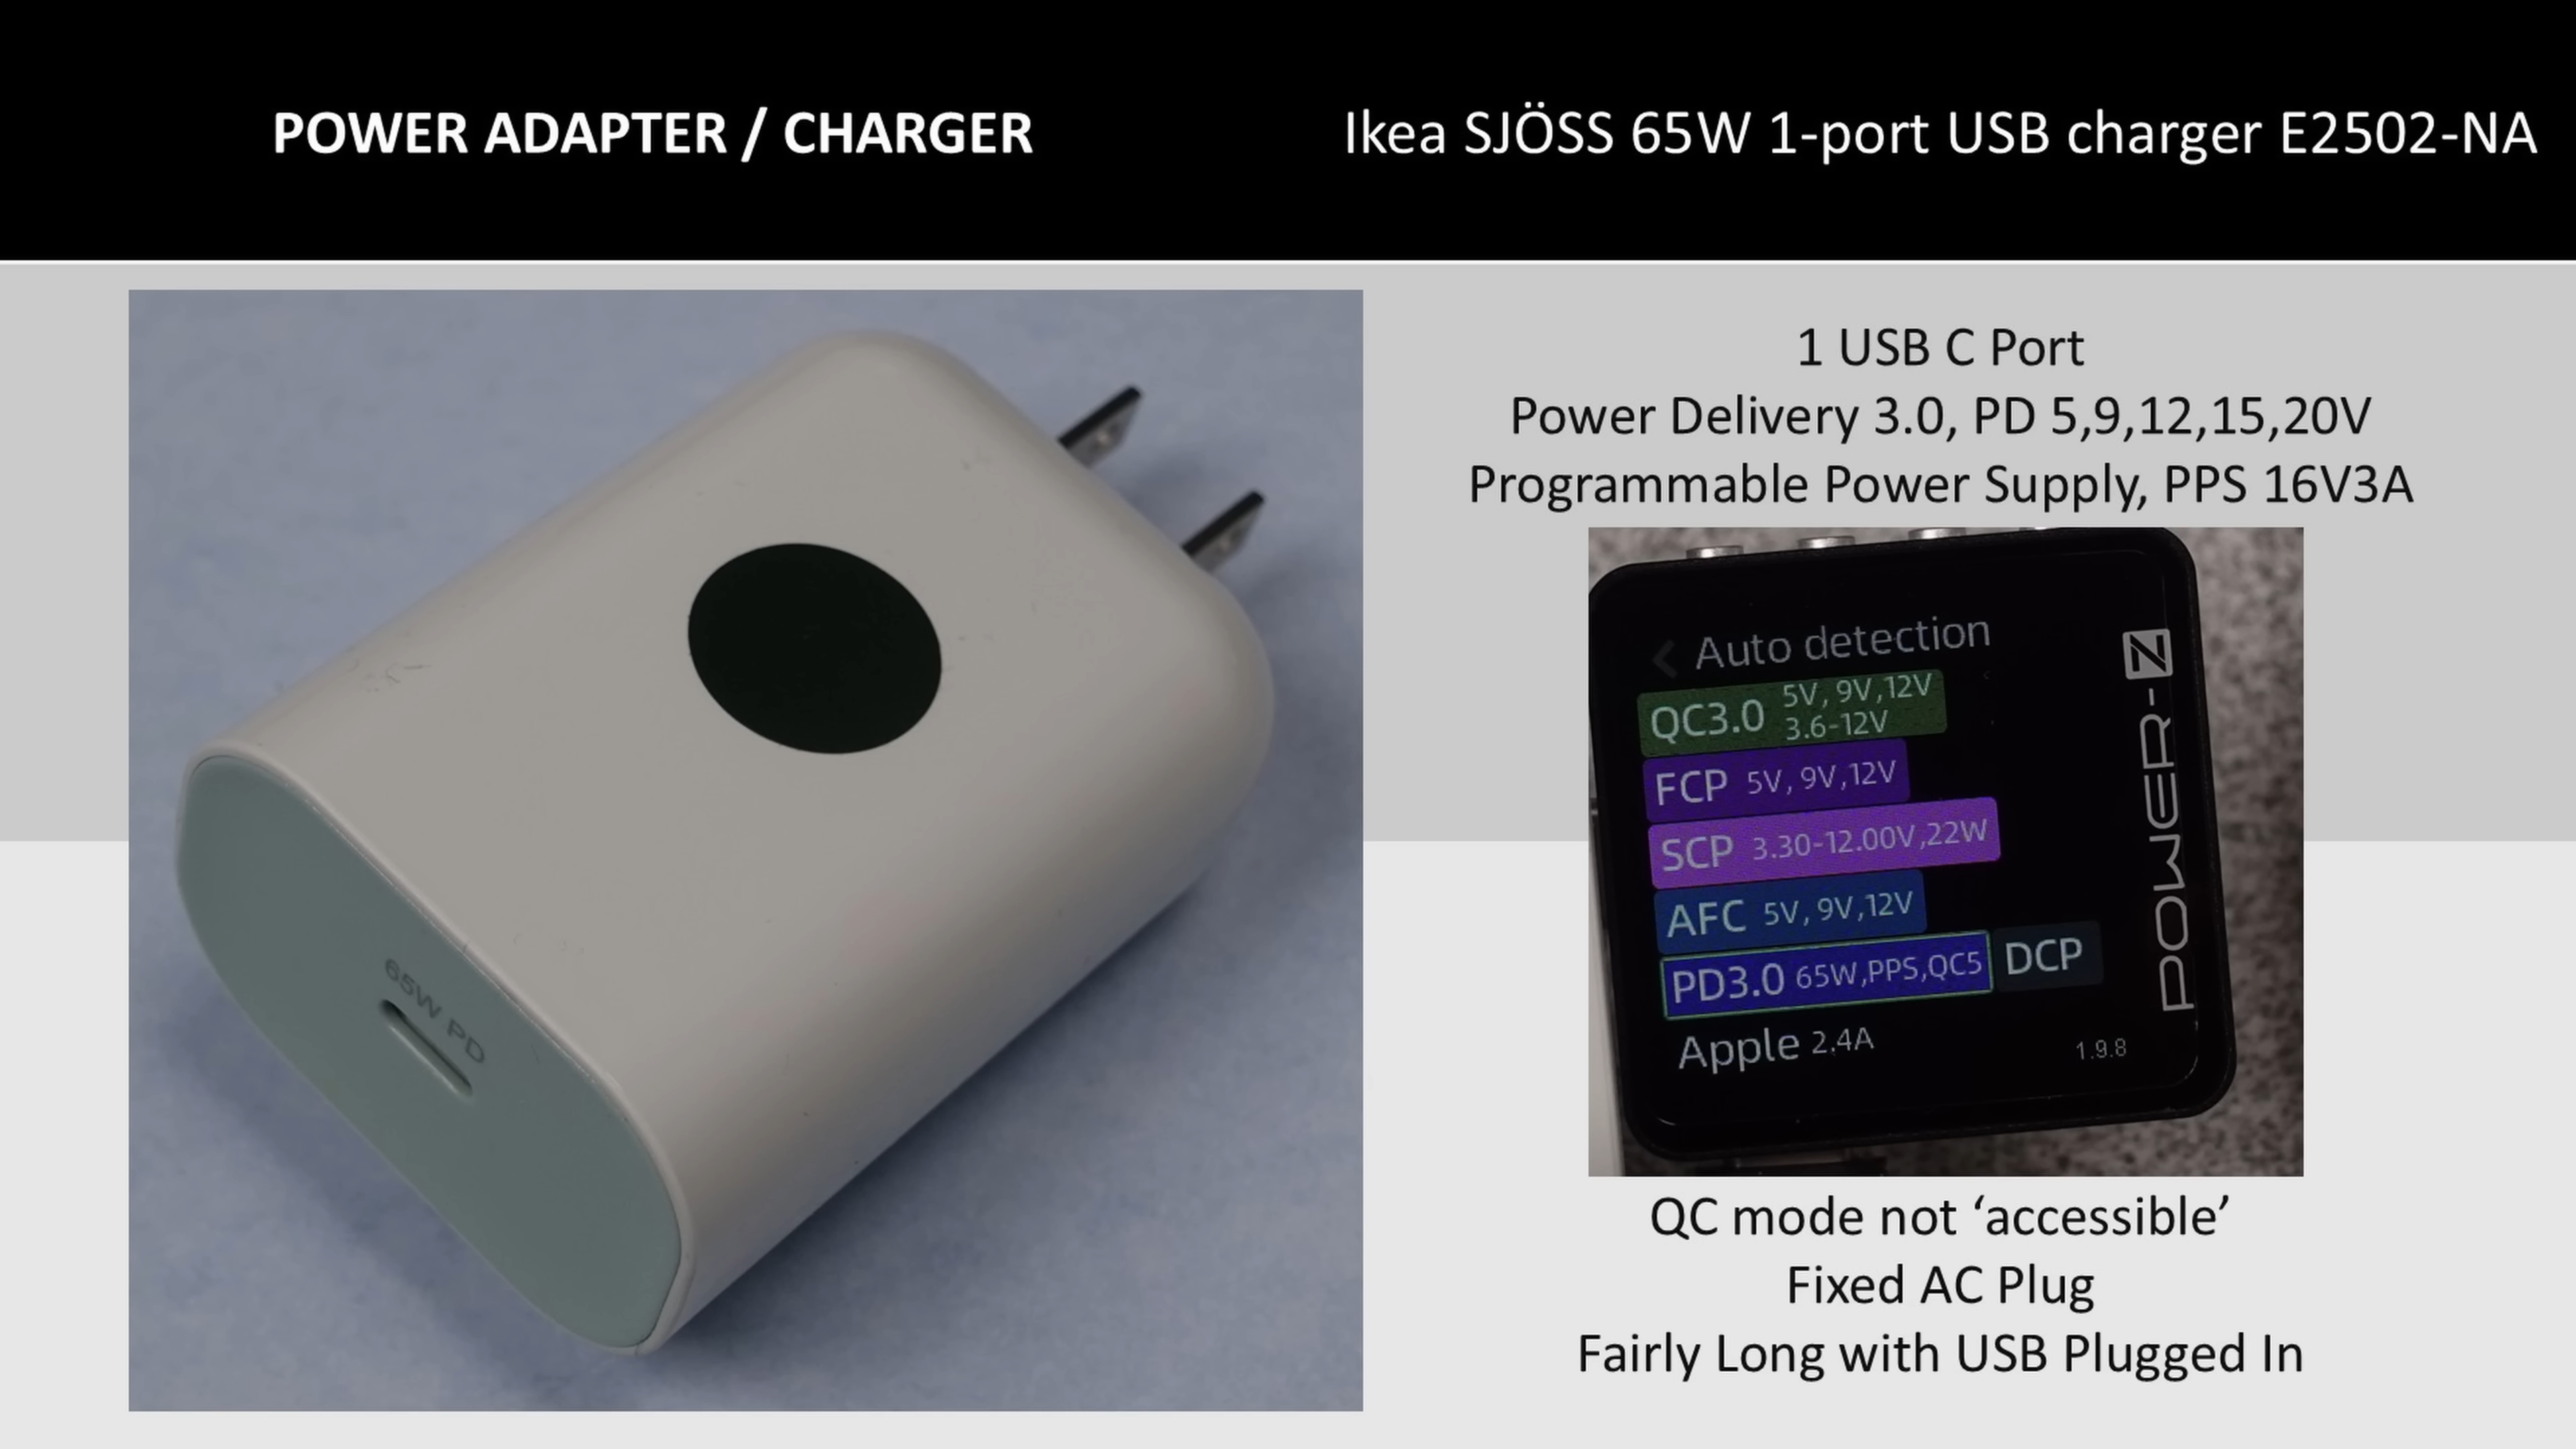 POWER ADAPTER / CHARGER
Ikea SJÖSS 65W 1-port USB charger E2502-NA
1 USB C Port
Power Delivery 3.0, PD 5,9,12,15,20V
Programmable Power Supply, PPS 16V3A
65W PD
Auto detection
QC3.0 5V, 9V,12V
3.6-12V
FCP 5V, 9V,12V
SCP 3.30-12.00V,22W
AFC 5V, 9V,12V
PD3.0 65W,PPS,QC5 DCP
Apple 2.4A
1.9.8
POWER-Z
QC mode not ‘accessible’
Fixed AC Plug
Fairly Long with USB Plugged In